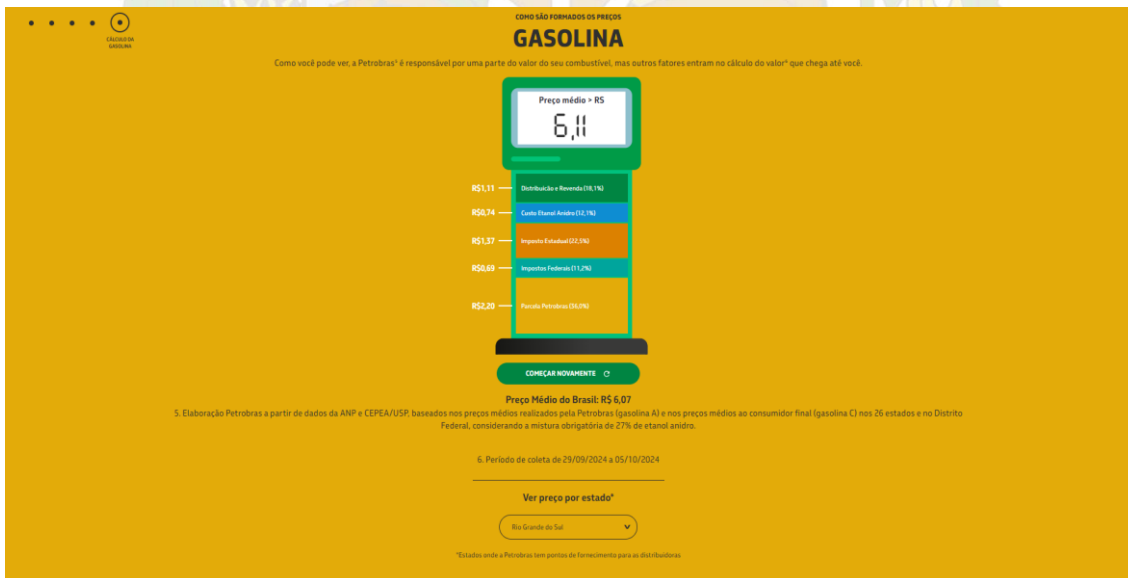 COMO SÃO FORMADOS OS PREÇOS
CÁLCULO DA
GASOLINA
GASOLINA
Como você pode ver, a Petrobras⁵ é responsável por uma parte do valor do seu combustível, mas outros fatores entram no cálculo do valor⁶ que chega até você.
Preço médio > R$
6,11
R$1,11 Distribuição e Revenda (18,1%)
R$0,74 Custo Etanol Anidro (12,1%)
R$1,37 Imposto Estadual (22,5%)
R$0,69 Impostos Federais (11,2%)
R$2,20 Parcela Petrobras (36,0%)
COMEÇAR NOVAMENTE
Preço Médio do Brasil: R$ 6,07
5. Elaboração Petrobras a partir de dados da ANP e CEPEA/USP, baseados nos preços médios realizados pela Petrobras (gasolina A) e nos preços médios ao consumidor final (gasolina C) nos 26 estados e no Distrito
Federal, considerando a mistura obrigatória de 27% de etanol anidro.
6. Período de coleta de 29/09/2024 a 05/10/2024
Ver preço por estado*
Rio Grande do Sul
*Estados onde a Petrobras tem pontos de fornecimento para as distribuidoras